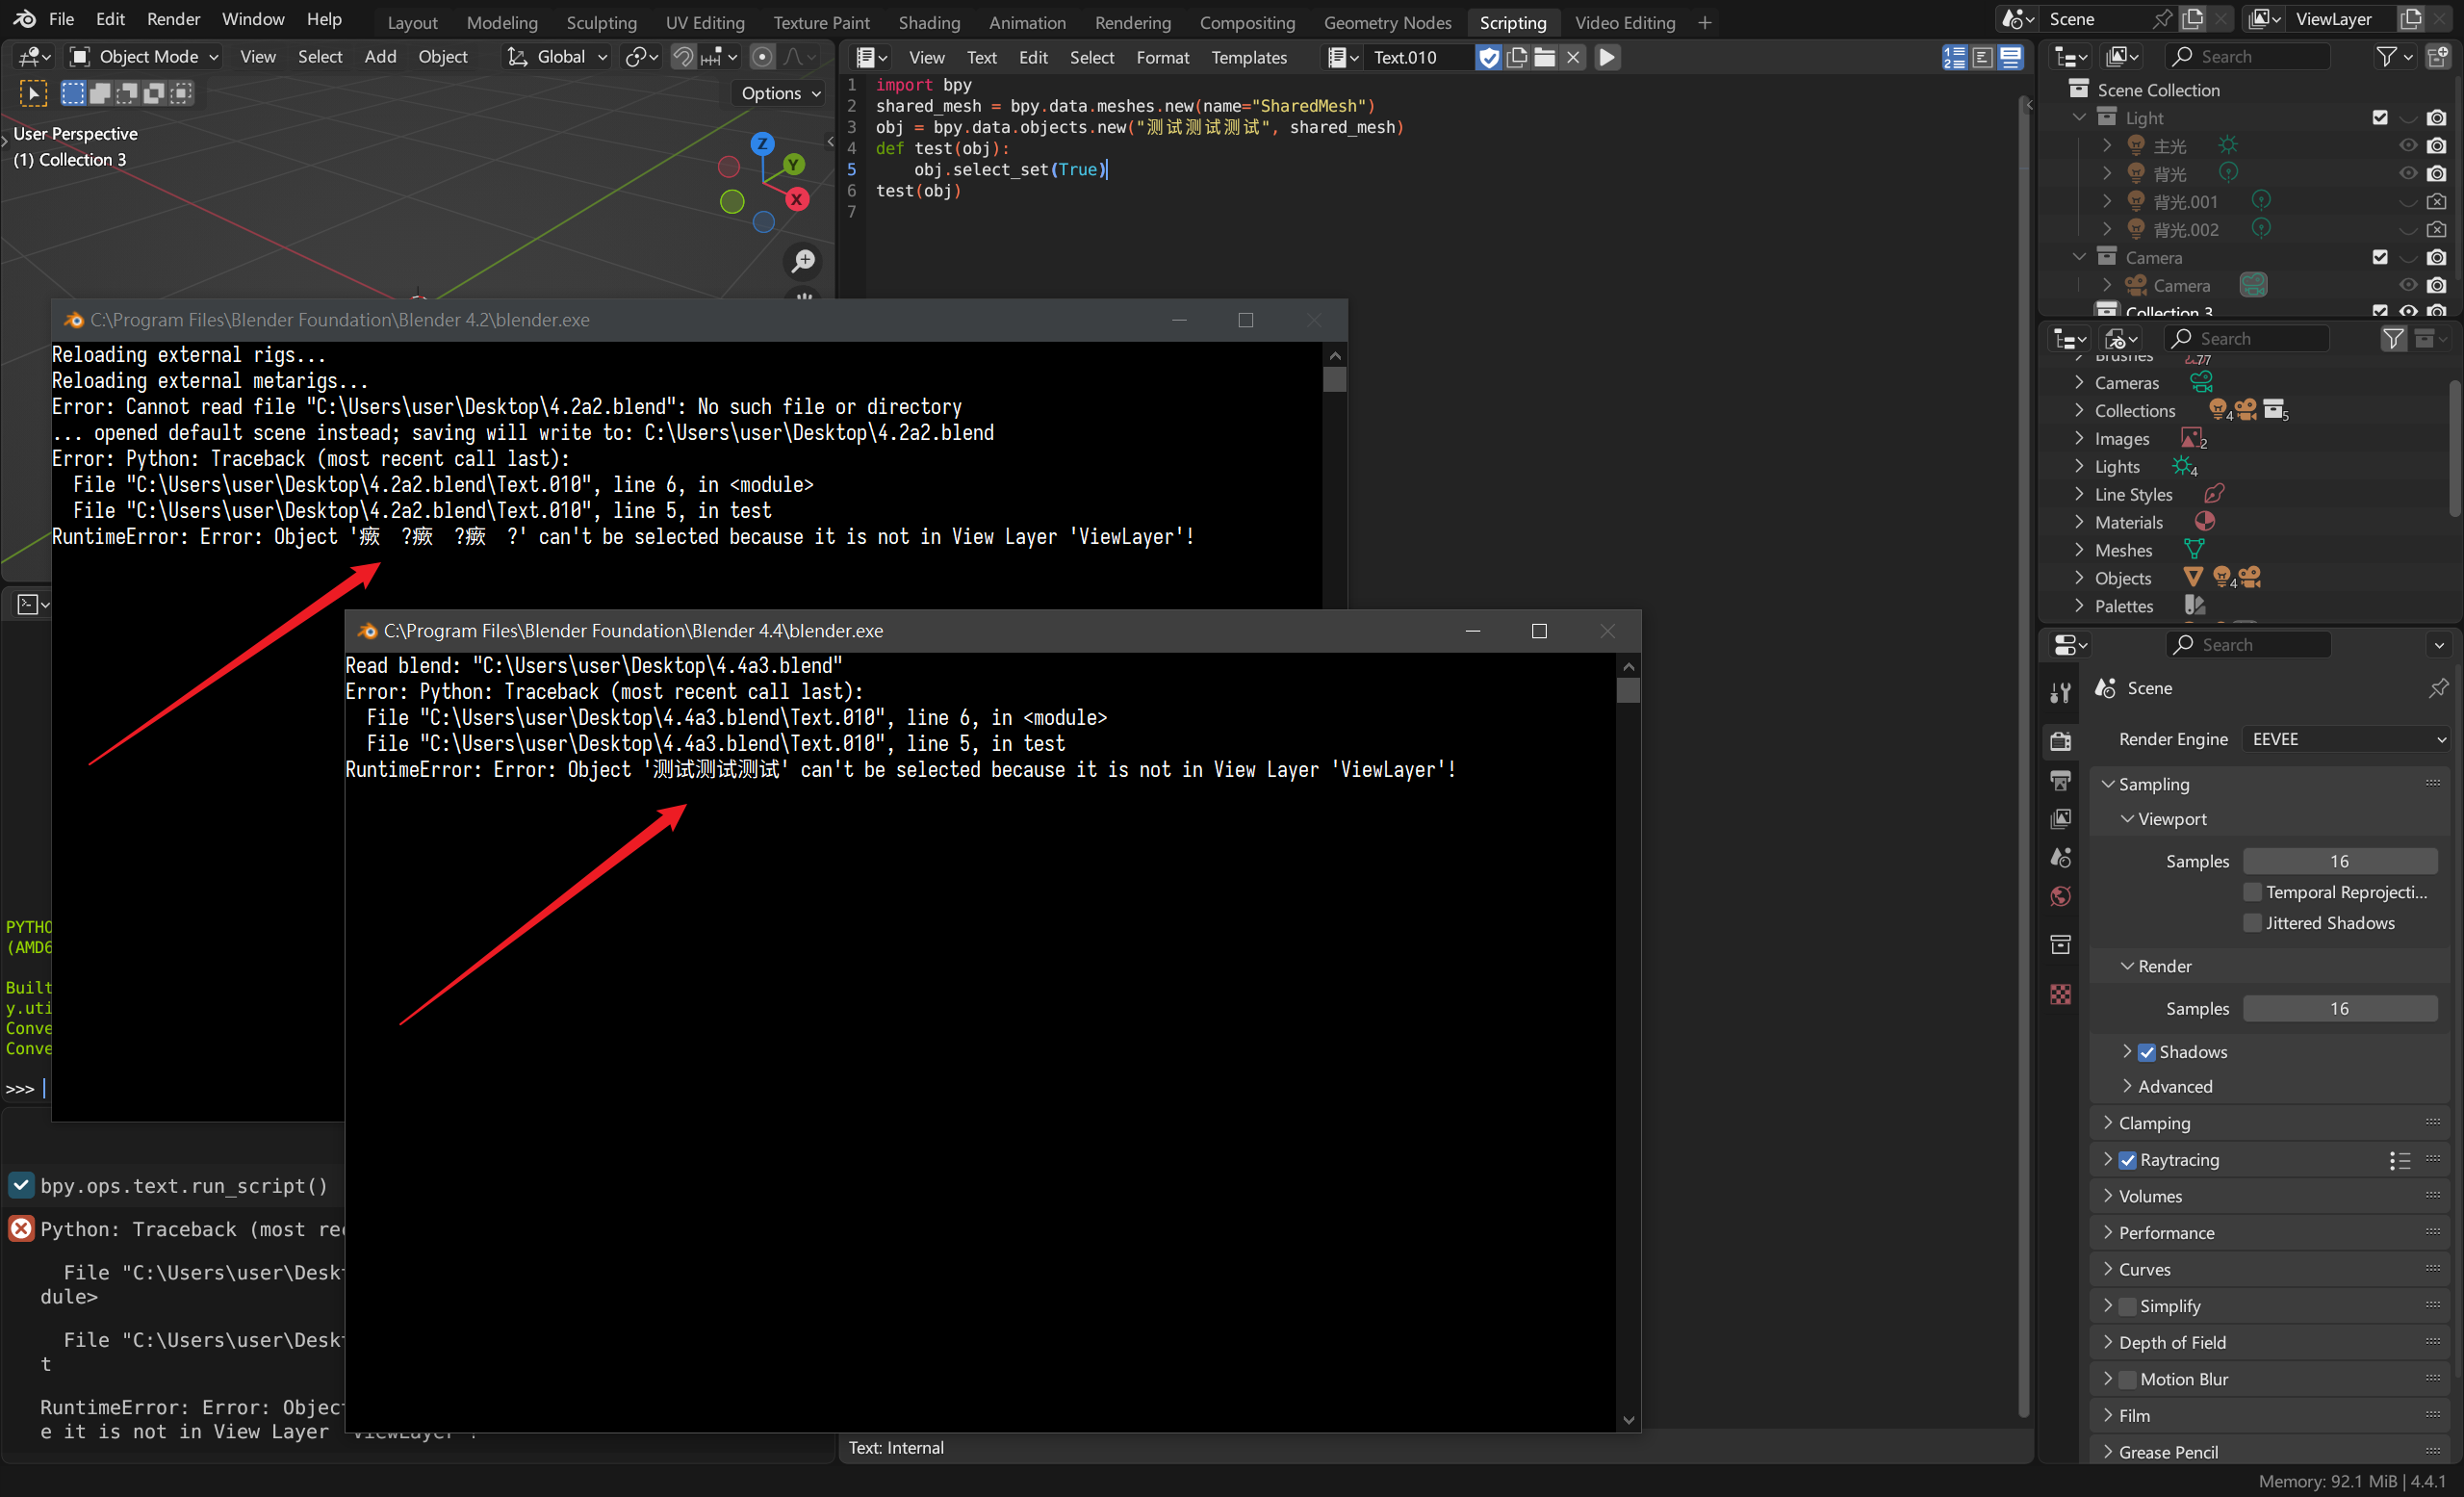 File Edit Render Window Help Layout Modeling Sculpting UV Editing Texture Paint Shading Animation Rendering Compositing Geometry Nodes Scripting Video Editing + Scene ViewLayer
Object Mode View Select Add Object Global
View Text Edit Select Format Templates Text.010
Search
Options
User Perspective
(1) Collection 3
Z
Y
X
1 import bpy
2 shared_mesh = bpy.data.meshes.new(name="SharedMesh")
3 obj = bpy.data.objects.new("测试测试测试", shared_mesh)
4 def test(obj):
5     obj.select_set(True)
6 test(obj)
7
Scene Collection
Light
主光
背光
背光.001
背光.002
Camera
Camera
Collection 3
C:\Program Files\Blender Foundation\Blender 4.2\blender.exe
Reloading external rigs...
Reloading external metarigs...
Error: Cannot read file "C:\Users\user\Desktop\4.2a2.blend": No such file or directory
... opened default scene instead; saving will write to: C:\Users\user\Desktop\4.2a2.blend
Error: Python: Traceback (most recent call last):
  File "C:\Users\user\Desktop\4.2a2.blend\Text.010", line 6, in <module>
  File "C:\Users\user\Desktop\4.2a2.blend\Text.010", line 5, in test
RuntimeError: Error: Object '瘚  ?瘚  ?瘚  ?' can't be selected because it is not in View Layer 'ViewLayer'!
C:\Program Files\Blender Foundation\Blender 4.4\blender.exe
Read blend: "C:\Users\user\Desktop\4.4a3.blend"
Error: Python: Traceback (most recent call last):
  File "C:\Users\user\Desktop\4.4a3.blend\Text.010", line 6, in <module>
  File "C:\Users\user\Desktop\4.4a3.blend\Text.010", line 5, in test
RuntimeError: Error: Object '测试测试测试' can't be selected because it is not in View Layer 'ViewLayer'!
Search
Brushes 77
Cameras
Collections 4 5
Images 2
Lights 4
Line Styles
Materials
Meshes
Objects 4
Palettes
Search
Scene
Render Engine EEVEE
Sampling
Viewport
Samples 16
Temporal Reprojecti...
Jittered Shadows
Render
Samples 16
Shadows
Advanced
Clamping
Raytracing
Volumes
Performance
Curves
Simplify
Depth of Field
Motion Blur
Film
Grease Pencil
PYTHO
(AMD6
Built
y.uti
Conve
Conve
>>>
bpy.ops.text.run_script()
Python: Traceback (most re
File "C:\Users\user\Desk
dule>
File "C:\Users\user\Desk
t
RuntimeError: Error: Objec
e it is not in View Layer 'ViewLayer'!
Text: Internal
Memory: 92.1 MiB | 4.4.1